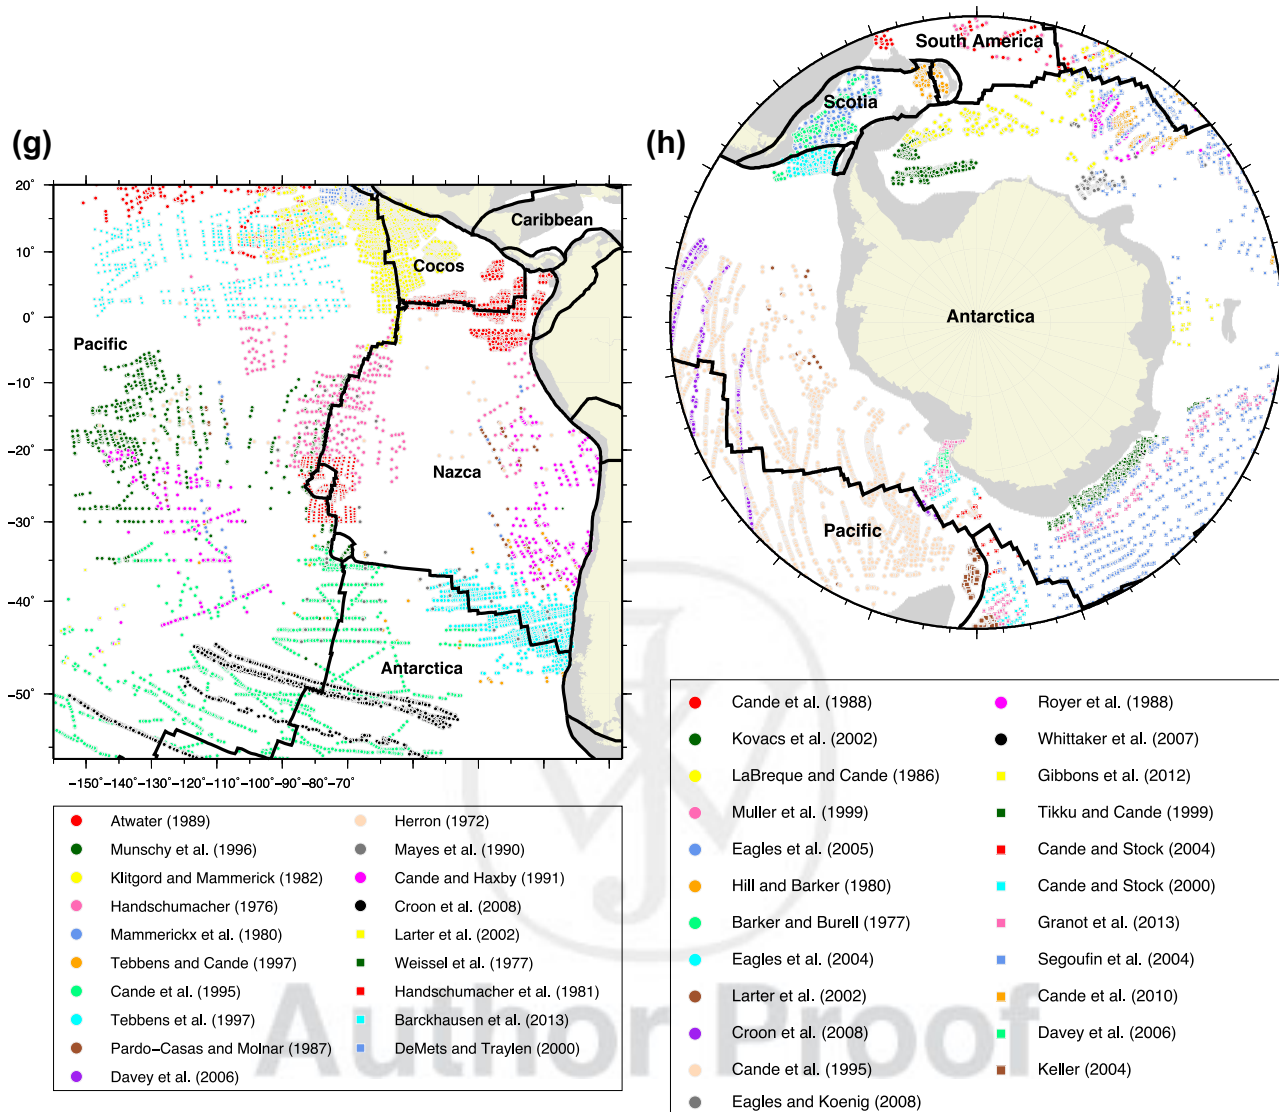 (g)
20°
10°
0°
−10°
−20°
−30°
−40°
−50°
−150° −140° −130° −120° −110° −100° −90° −80° −70°
Caribbean
Cocos
Pacific
Nazca
Antarctica
Atwater (1989)
Munschy et al. (1996)
Klitgord and Mammerick (1982)
Handschumacher (1976)
Mammerickx et al. (1980)
Tebbens and Cande (1997)
Cande et al. (1995)
Tebbens et al. (1997)
Pardo−Casas and Molnar (1987)
Davey et al. (2006)
Herron (1972)
Mayes et al. (1990)
Cande and Haxby (1991)
Croon et al. (2008)
Larter et al. (2002)
Weissel et al. (1977)
Handschumacher et al. (1981)
Barckhausen et al. (2013)
DeMets and Traylen (2000)
(h)
South America
Scotia
Antarctica
Pacific
Cande et al. (1988)
Kovacs et al. (2002)
LaBreque and Cande (1986)
Muller et al. (1999)
Eagles et al. (2005)
Hill and Barker (1980)
Barker and Burell (1977)
Eagles et al. (2004)
Larter et al. (2002)
Croon et al. (2008)
Cande et al. (1995)
Eagles and Koenig (2008)
Royer et al. (1988)
Whittaker et al. (2007)
Gibbons et al. (2012)
Tikku and Cande (1999)
Cande and Stock (2004)
Cande and Stock (2000)
Granot et al. (2013)
Segoufin et al. (2004)
Cande et al. (2010)
Davey et al. (2006)
Keller (2004)
Author Proof